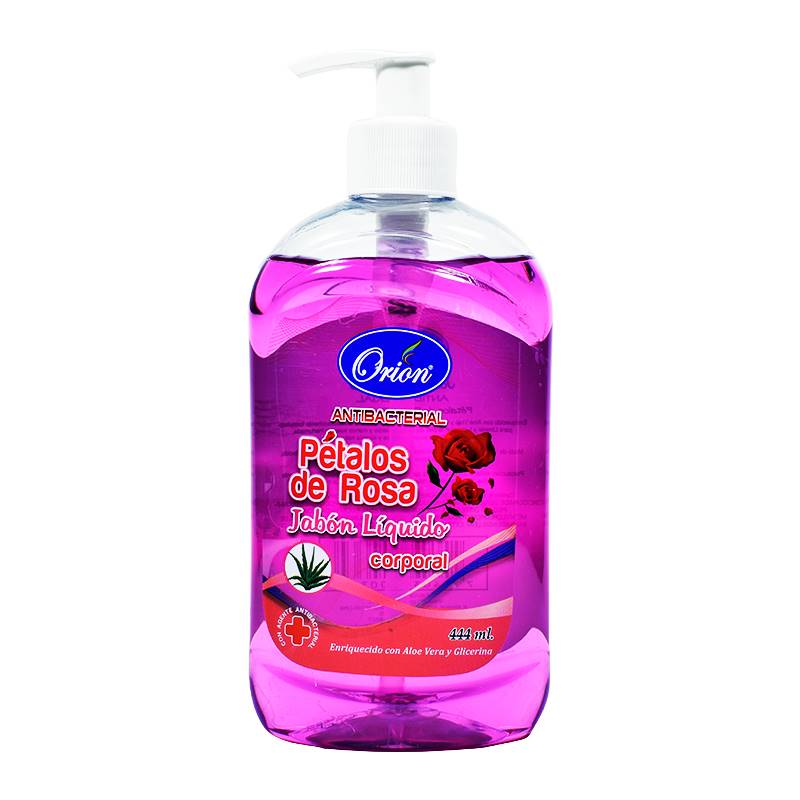 Orion®
ANTIBACTERIAL
Pétalos
de Rosa
Jabón Líquido
corporal
CON AGENTE ANTIBACTERIAL
444 ml.
Enriquecido con Aloe Vera y Glicerina